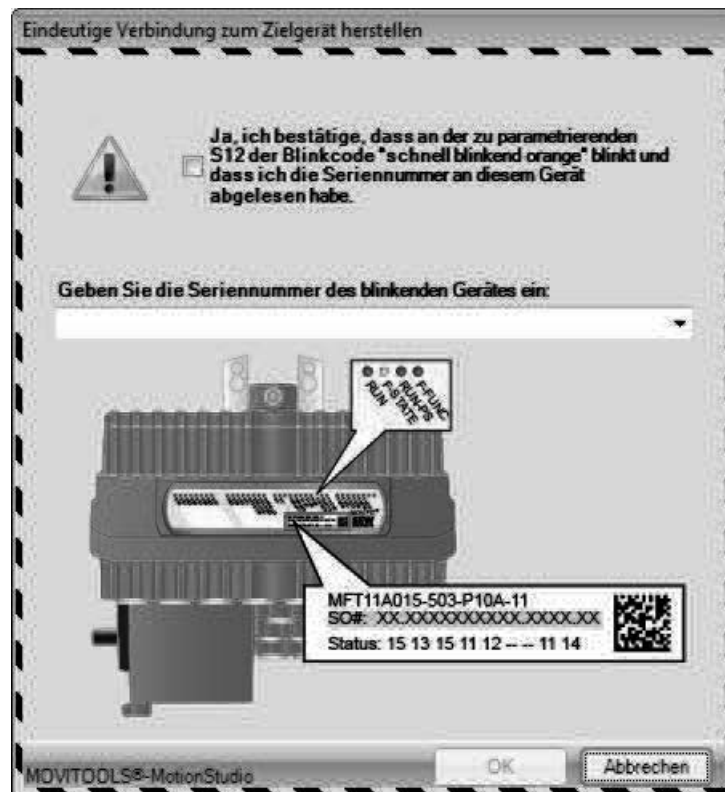 Eindeutige Verbindung zum Zielgerät herstellen
Ja, ich bestätige, dass an der zu parametrierenden
S12 der Blinkcode "schnell blinkend orange" blinkt und
dass ich die Seriennummer an diesem Gerät
abgelesen habe.
Geben Sie die Seriennummer des blinkenden Gerätes ein:
RUN
F-STATE
RUN-PS
F-FUNC
MFT11A015-503-P10A-11
SO#: XX.XXXXXXXXXX.XXXX.XX
Status: 15 13 15 11 12 -- -- 11 14
MOVITOOLS®-MotionStudio
OK
Abbrechen